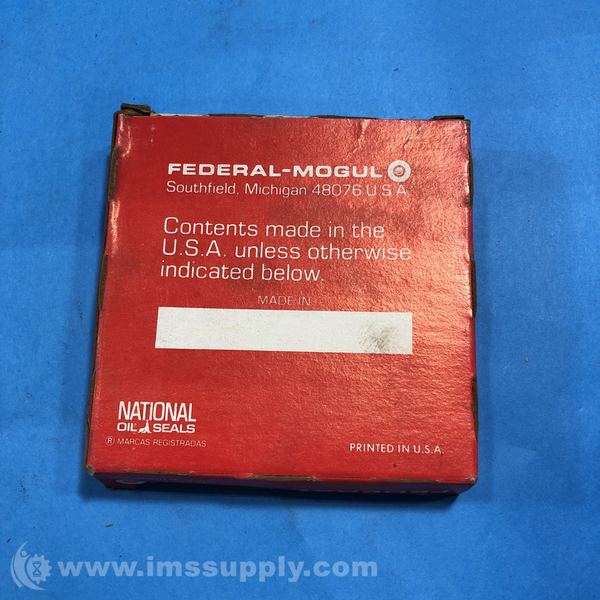 FEDERAL-MOGUL
Southfield, Michigan 48076 U.S.A.
Contents made in the
U.S.A. unless otherwise
indicated below.
MADE IN
NATIONAL
OIL SEALS
® MARCAS REGISTRADAS
PRINTED IN U.S.A.
www.imssupply.com